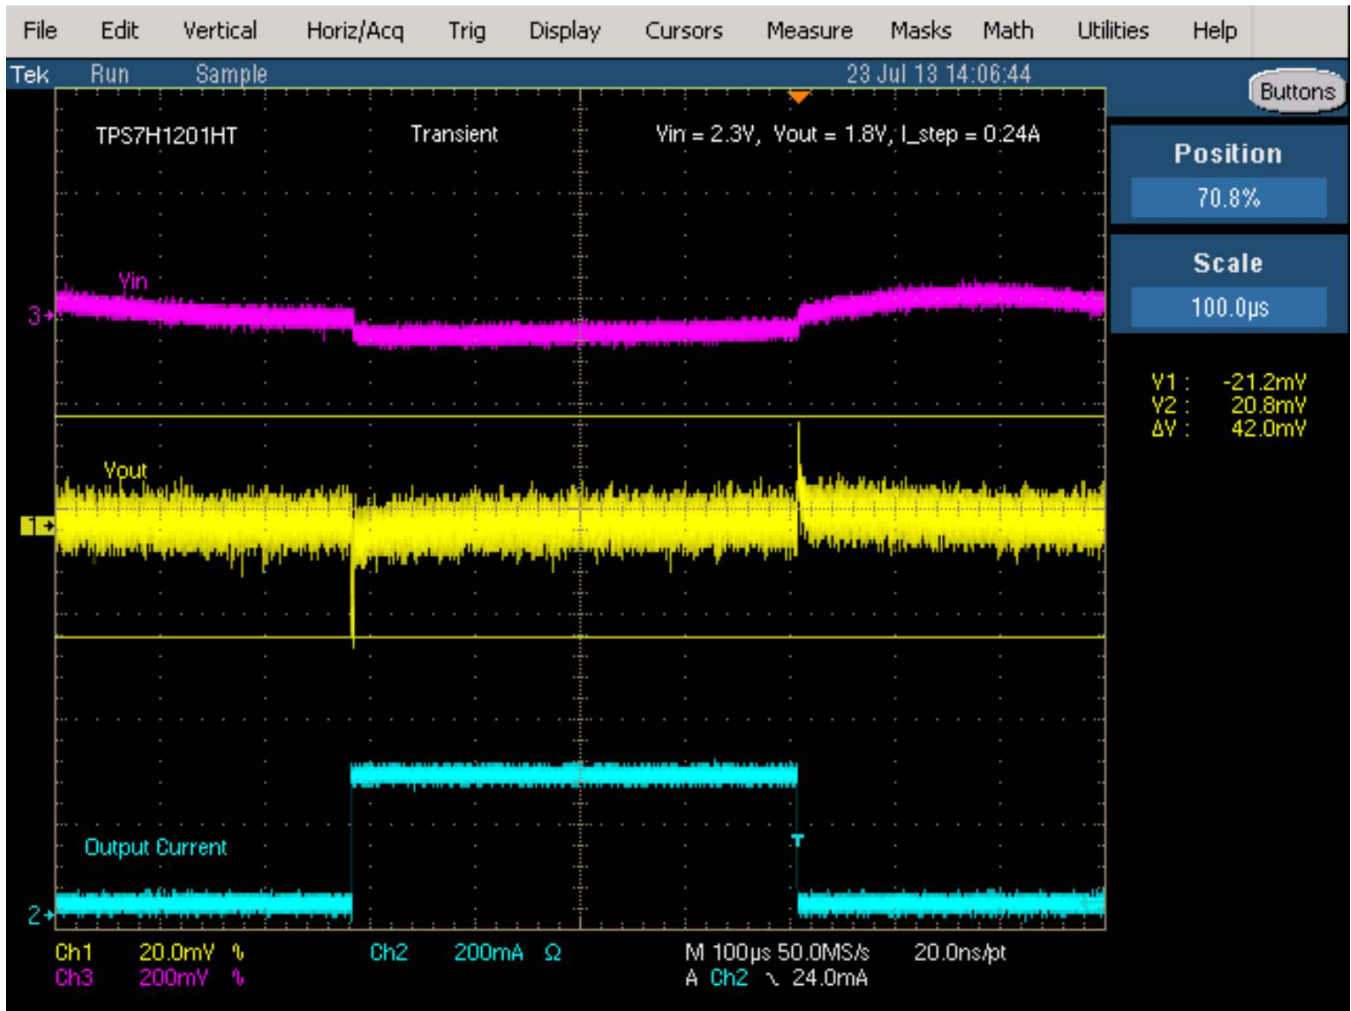 File Edit Vertical Horiz/Acq Trig Display Cursors Measure Masks Math Utilities Help
Tek Run Sample 23 Jul 13 14:06:44
Buttons
TPS7H1201HT Transient Vin = 2.3V, Vout = 1.8V, I_step = 0.24A
Position
70.8%
Scale
100.0µs
Vin
3
V1 : -21.2mV
V2 : 20.8mV
ΔV : 42.0mV
Vout
1
T
Output Current
2
Ch1 20.0mV Ch2 200mA Ω M 100µs 50.0MS/s 20.0ns/pt
Ch3 200mV A Ch2 24.0mA